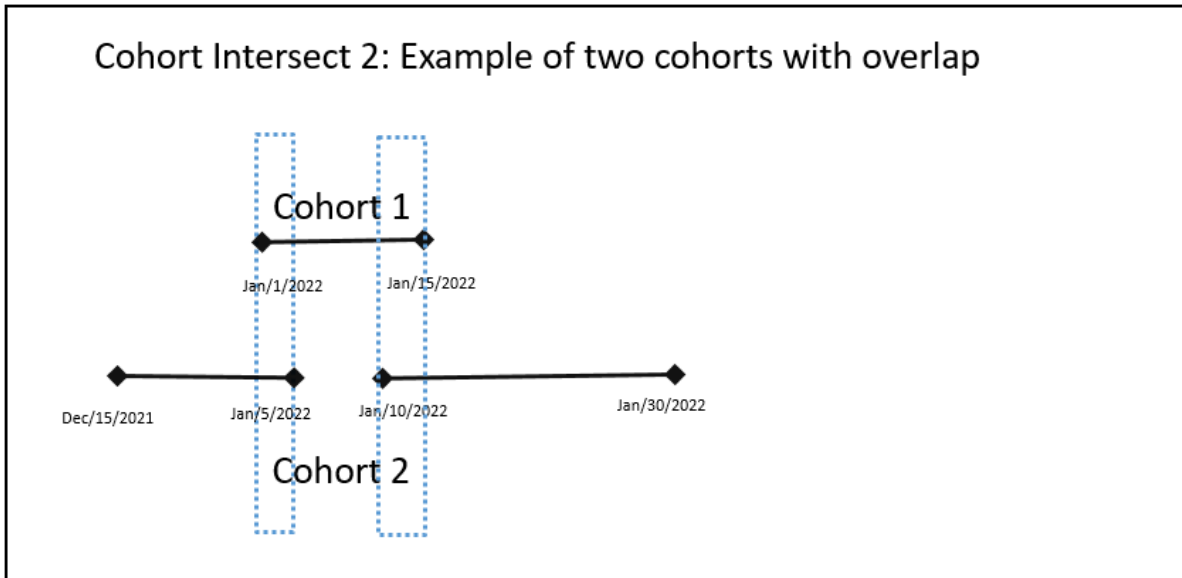 Cohort Intersect 2: Example of two cohorts with overlap
Cohort 1
Jan/1/2022
Jan/15/2022
Dec/15/2021
Jan/5/2022
Jan/10/2022
Jan/30/2022
Cohort 2